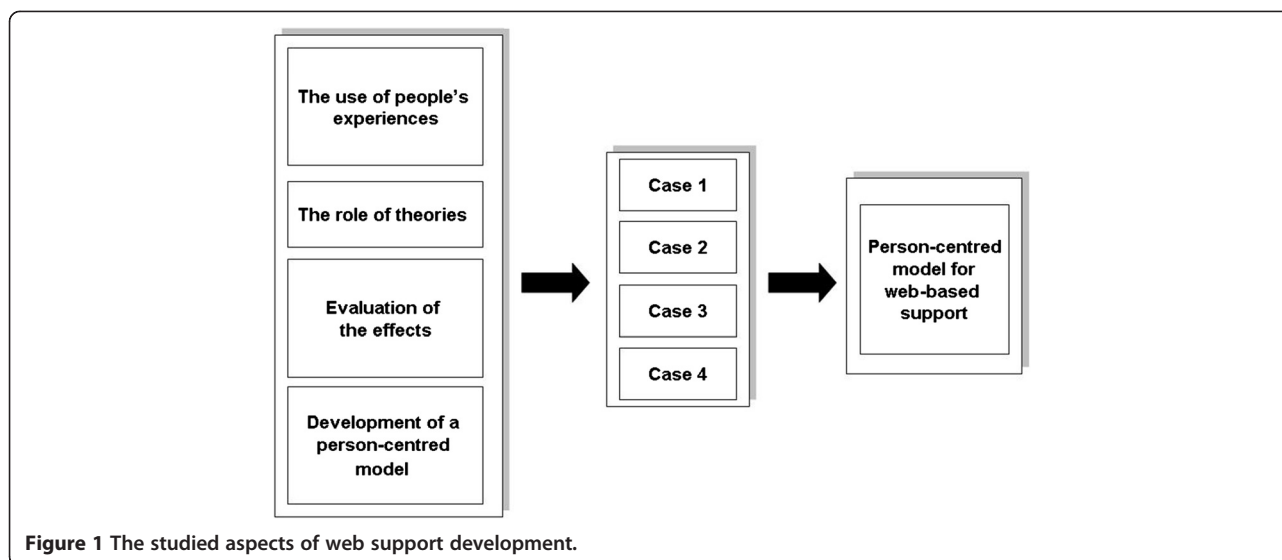 The use of people's
experiences
The role of theories
Evaluation of
the effects
Development of a
person-centred
model
Case 1
Case 2
Case 3
Case 4
Person-centred
model for
web-based
support
Figure 1 The studied aspects of web support development.